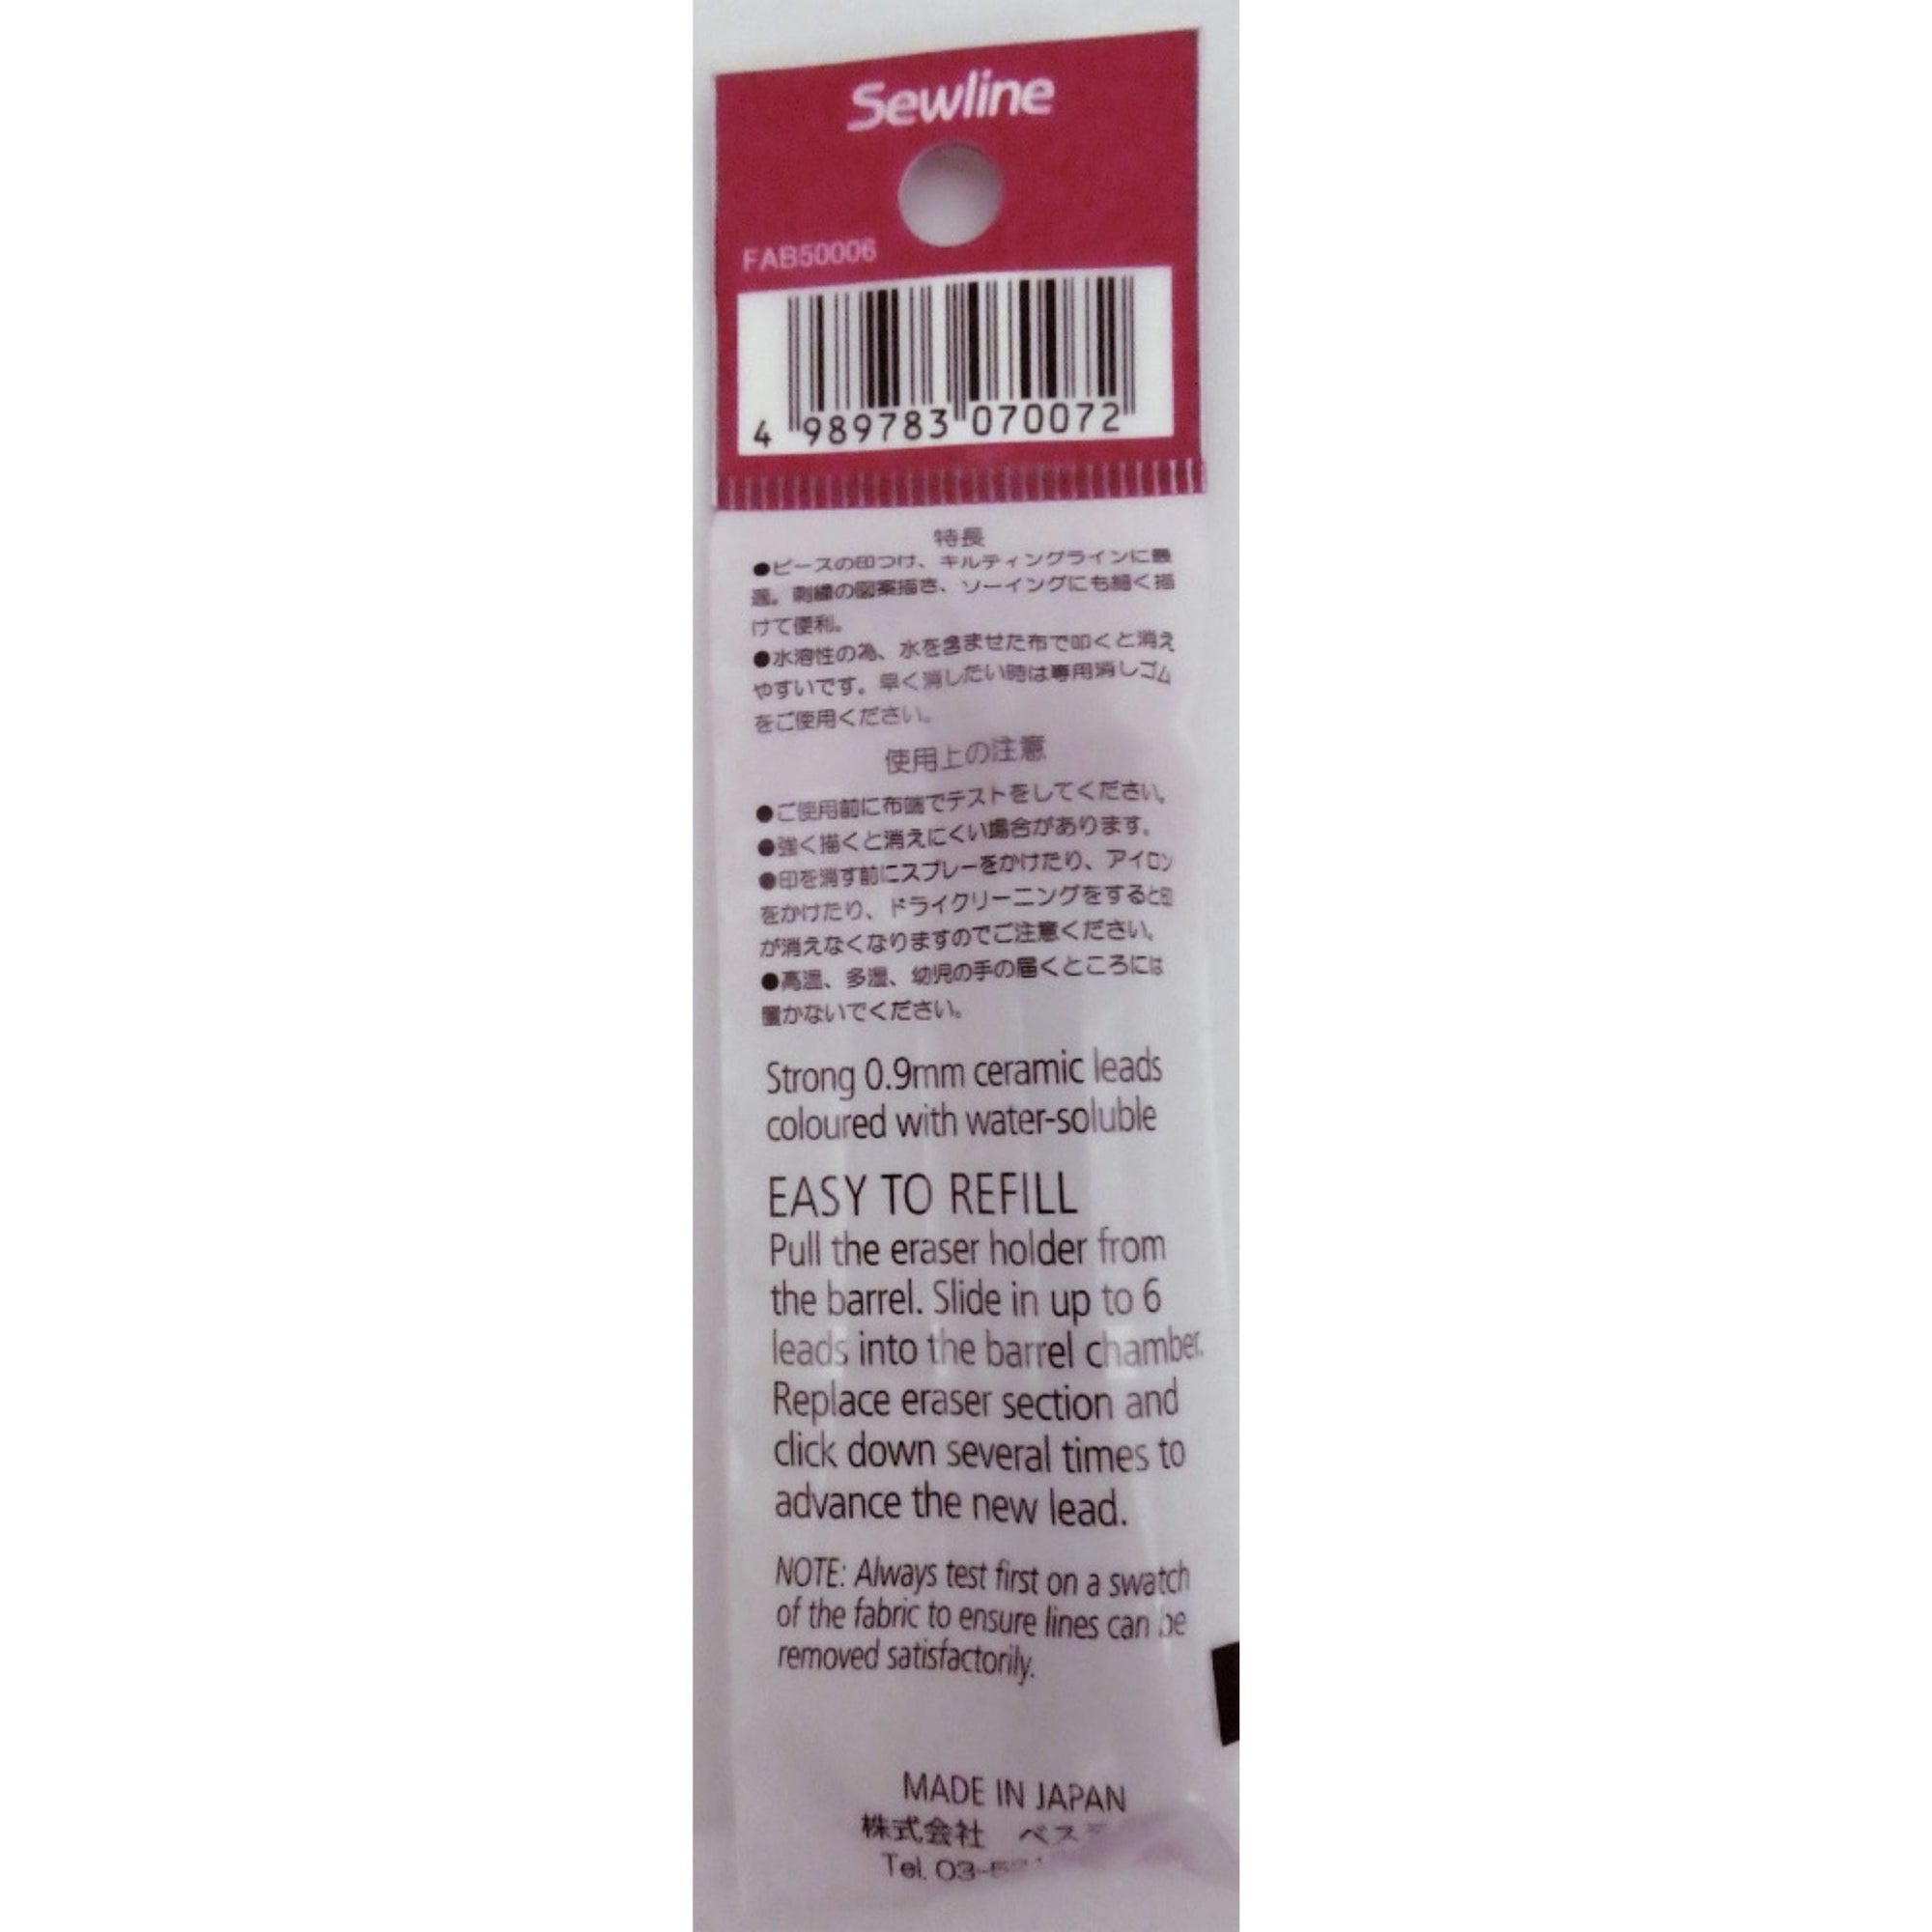 Sewline
FAB50006
4 989783 070072
特長
●ピースの印つけ、キルティングラインに最
適。刺繍の図案描き、ソーイングにも細く描
けて便利。
●水溶性の為、水を含ませた布で叩くと消え
やすいです。早く消したい時は専用消しゴム
をご使用ください。
使用上の注意
●ご使用前に布端でテストをしてください。
●強く描くと消えにくい場合があります。
●印を消す前にスプレーをかけたり、アイロン
をかけたり、ドライクリーニングをすると印
が消えなくなりますのでご注意ください。
●高温、多湿、幼児の手の届くところには
置かないでください。
Strong 0.9mm ceramic leads
coloured with water-soluble
EASY TO REFILL
Pull the eraser holder from
the barrel. Slide in up to 6
leads into the barrel chamber.
Replace eraser section and
click down several times to
advance the new lead.
NOTE: Always test first on a swatch
of the fabric to ensure lines can be
removed satisfactorily.
MADE IN JAPAN
株式会社
Tel. 03-